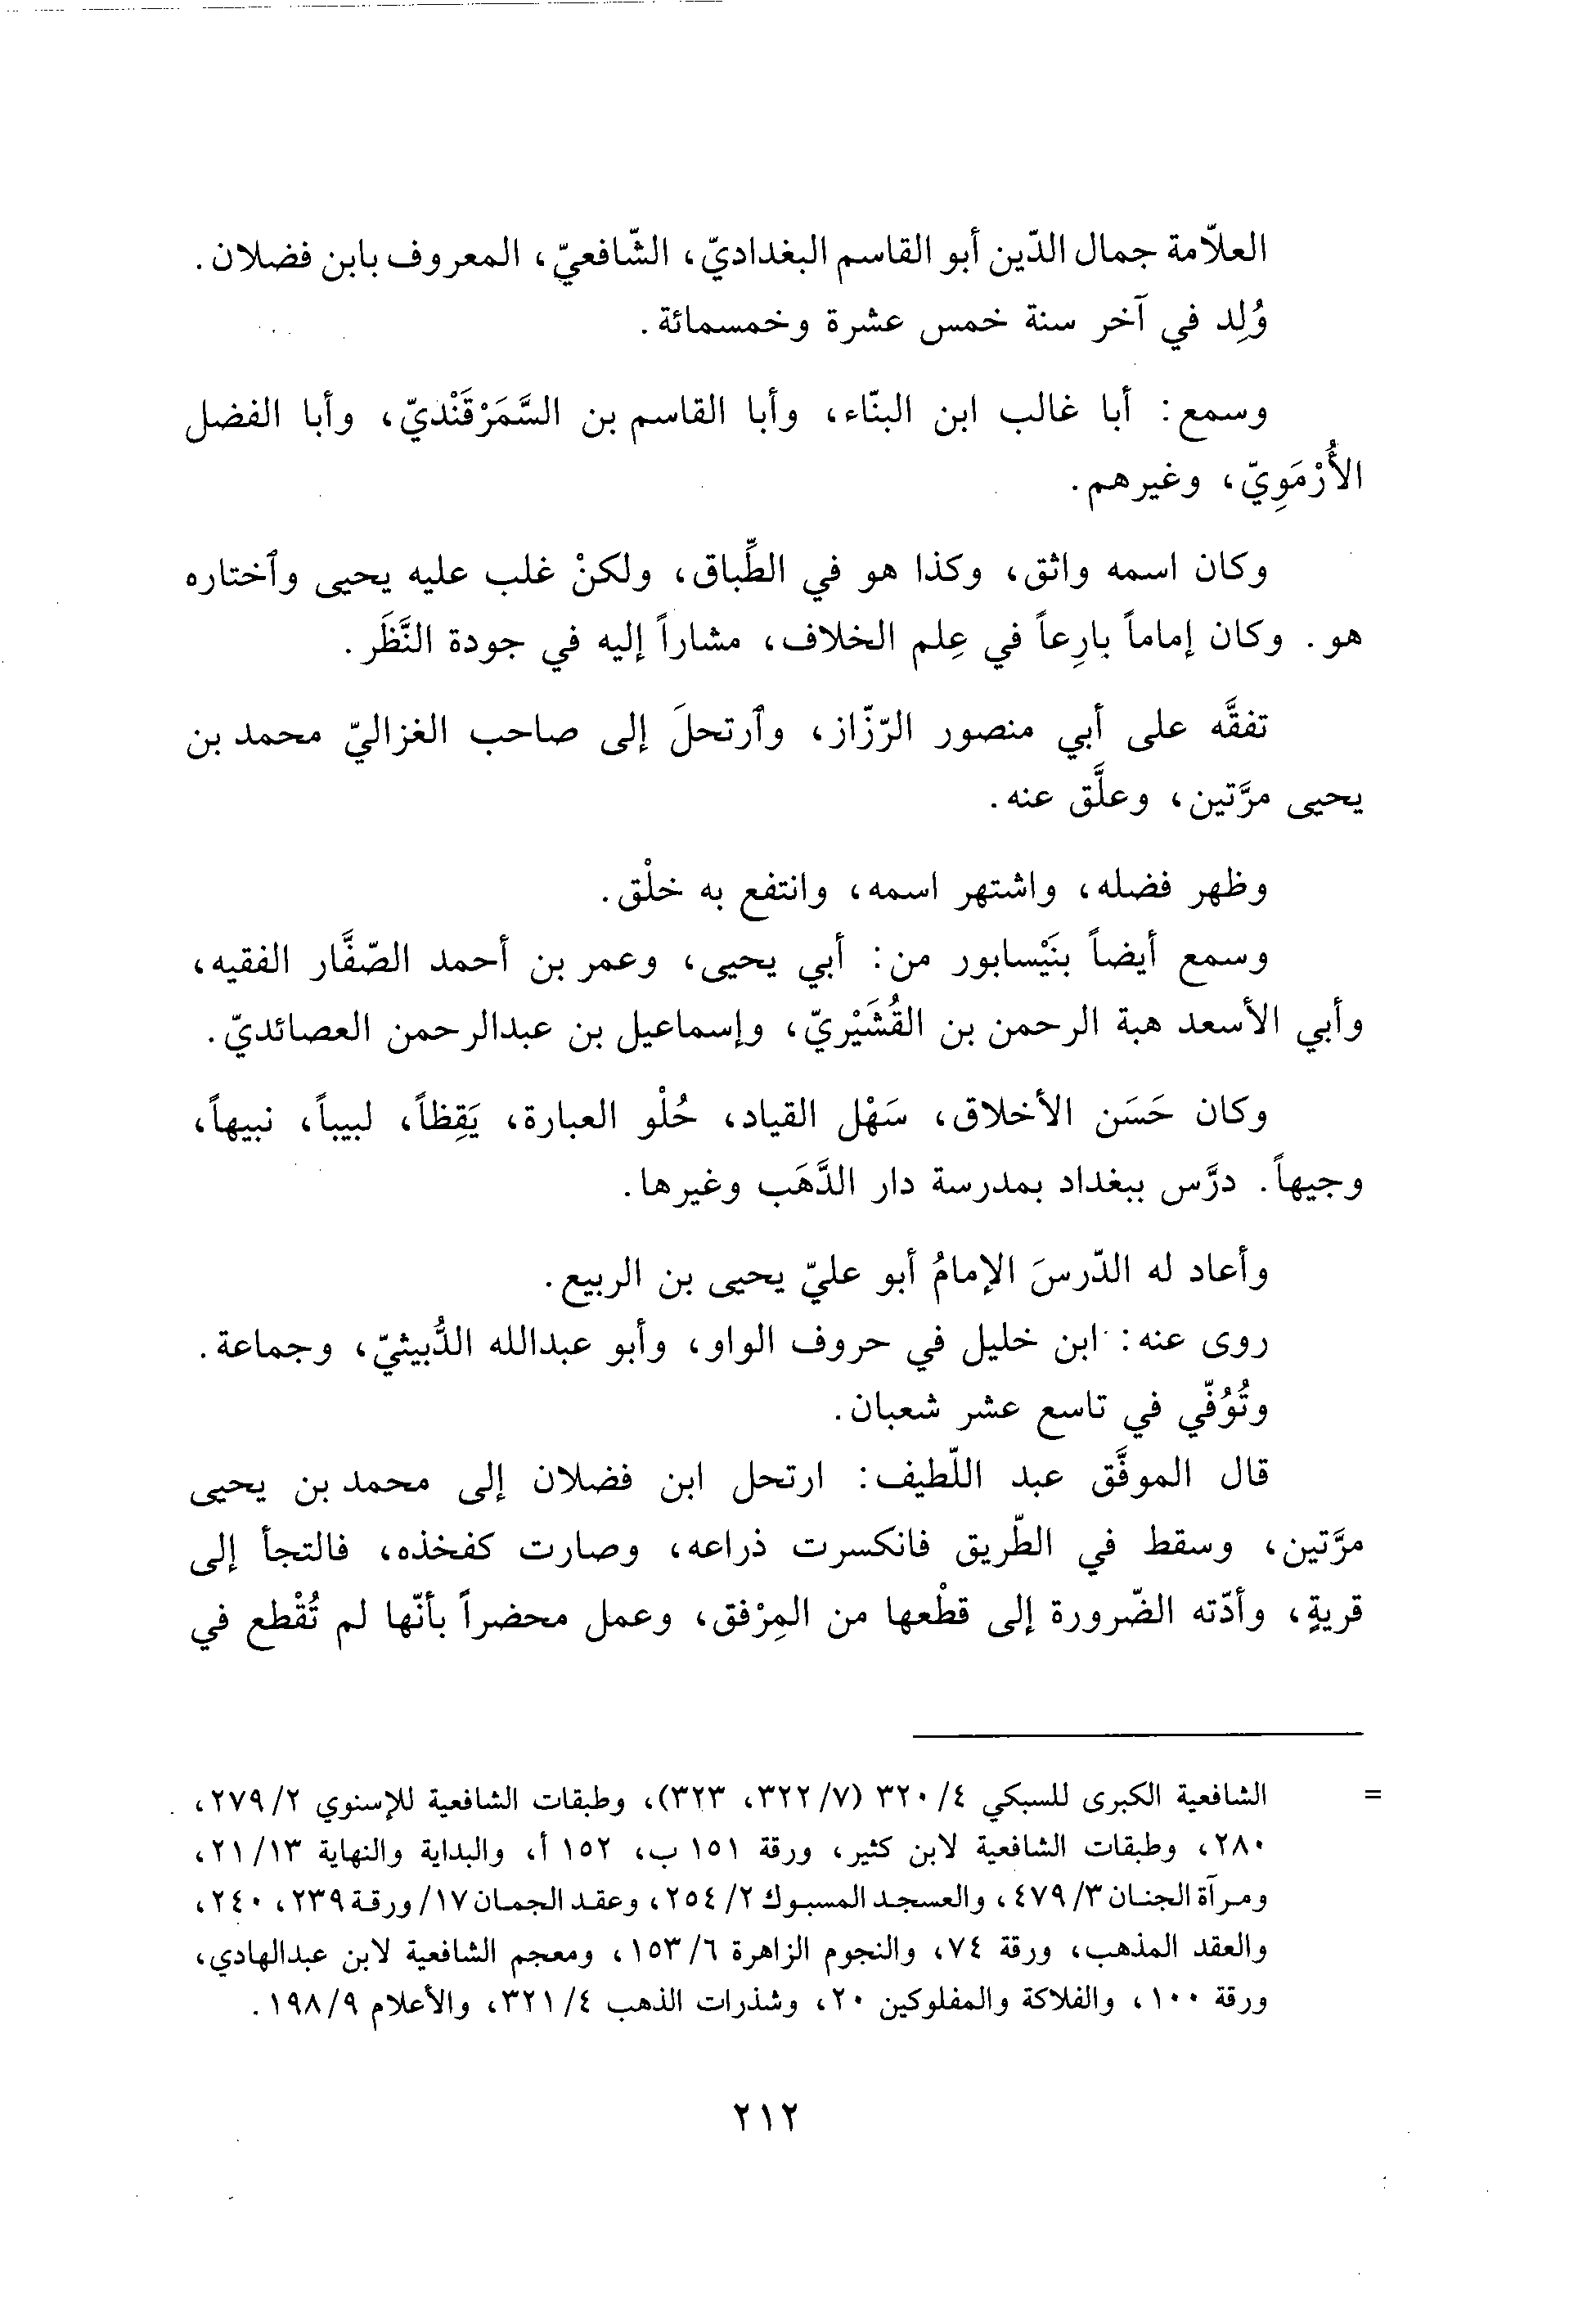 العلاّمة جمال الدّين أبو القاسم البغداديّ، الشّافعيّ، المعروف بابن فضلان.
وُلِد في آخر سنة خمس عشرة وخمسمائة.
وسمع: أبا غالب ابن البنّاء، وأبا القاسم بن السَّمَرْقَنْديّ، وأبا الفضل
الأُرْمَوِيّ، وغيرهم.
وكان اسمه واثق، وكذا هو في الطِّباق، ولكنْ غلب عليه يحيى وٱختاره
هو. وكان إماماً بارِعاً في عِلم الخلاف، مشاراً إليه في جودة النَّظَر.
تفقَّه على أبي منصور الرّزّاز، وٱرتحلَ إلى صاحب الغزاليّ محمد بن
يحيى مرَّتين، وعلَّق عنه.
وظهر فضله، واشتهر اسمه، وانتفع به خلْق.
وسمع أيضاً بنَيْسابور من: أبي يحيى، وعمر بن أحمد الصّفَّار الفقيه،
وأبي الأسعد هبة الرحمن بن القُشَيْريّ، وإسماعيل بن عبدالرحمن العصائديّ.
وكان حَسَن الأخلاق، سَهْل القياد، حُلْو العبارة، يَقِظاً، لبيباً، نبيهاً،
وجيهاً. درَّس ببغداد بمدرسة دار الذَّهَب وغيرها.
وأعاد له الدّرسَ الإمامُ أبو عليّ يحيى بن الربيع.
روى عنه: ابن خليل في حروف الواو، وأبو عبدالله الدُّبيثيّ، وجماعة.
وتُوُفّي في تاسع عشر شعبان.
قال الموفَّق عبد اللّطيف: ارتحل ابن فضلان إلى محمد بن يحيى
مرَّتين، وسقط في الطّريق فانكسرت ذراعه، وصارت كفخذه، فالتجأ إلى
قريةٍ، وأدّته الضّرورة إلى قطْعها من المِرْفق، وعمل محضراً بأنّها لم تُقْطع في
= الشافعية الكبرى للسبكي ٤/ ٣٢٠ (٧/ ٣٢٢، ٣٢٣)، وطبقات الشافعية للإسنوي ٢/ ٢٧٩،
٢٨٠، وطبقات الشافعية لابن كثير، ورقة ١٥١ ب، ١٥٢ أ، والبداية والنهاية ١٣/ ٢١،
ومرآة الجنان ٣/ ٤٧٩، والعسجد المسبوك ٢/ ٢٥٤، وعقد الجمان ١٧/ ورقة ٢٣٩، ٢٤٠،
والعقد المذهب، ورقة ٧٤، والنجوم الزاهرة ٦/ ١٥٣، ومعجم الشافعية لابن عبدالهادي،
ورقة ١٠٠، والفلاكة والمفلوكين ٢٠، وشذرات الذهب ٤/ ٣٢١، والأعلام ٩/ ١٩٨.
٢١٢